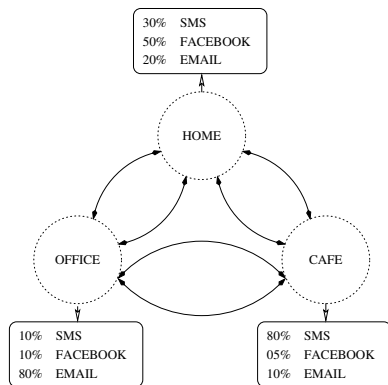 30% SMS
50% FACEBOOK
20% EMAIL
HOME
OFFICE
CAFE
10% SMS
10% FACEBOOK
80% EMAIL
80% SMS
05% FACEBOOK
10% EMAIL